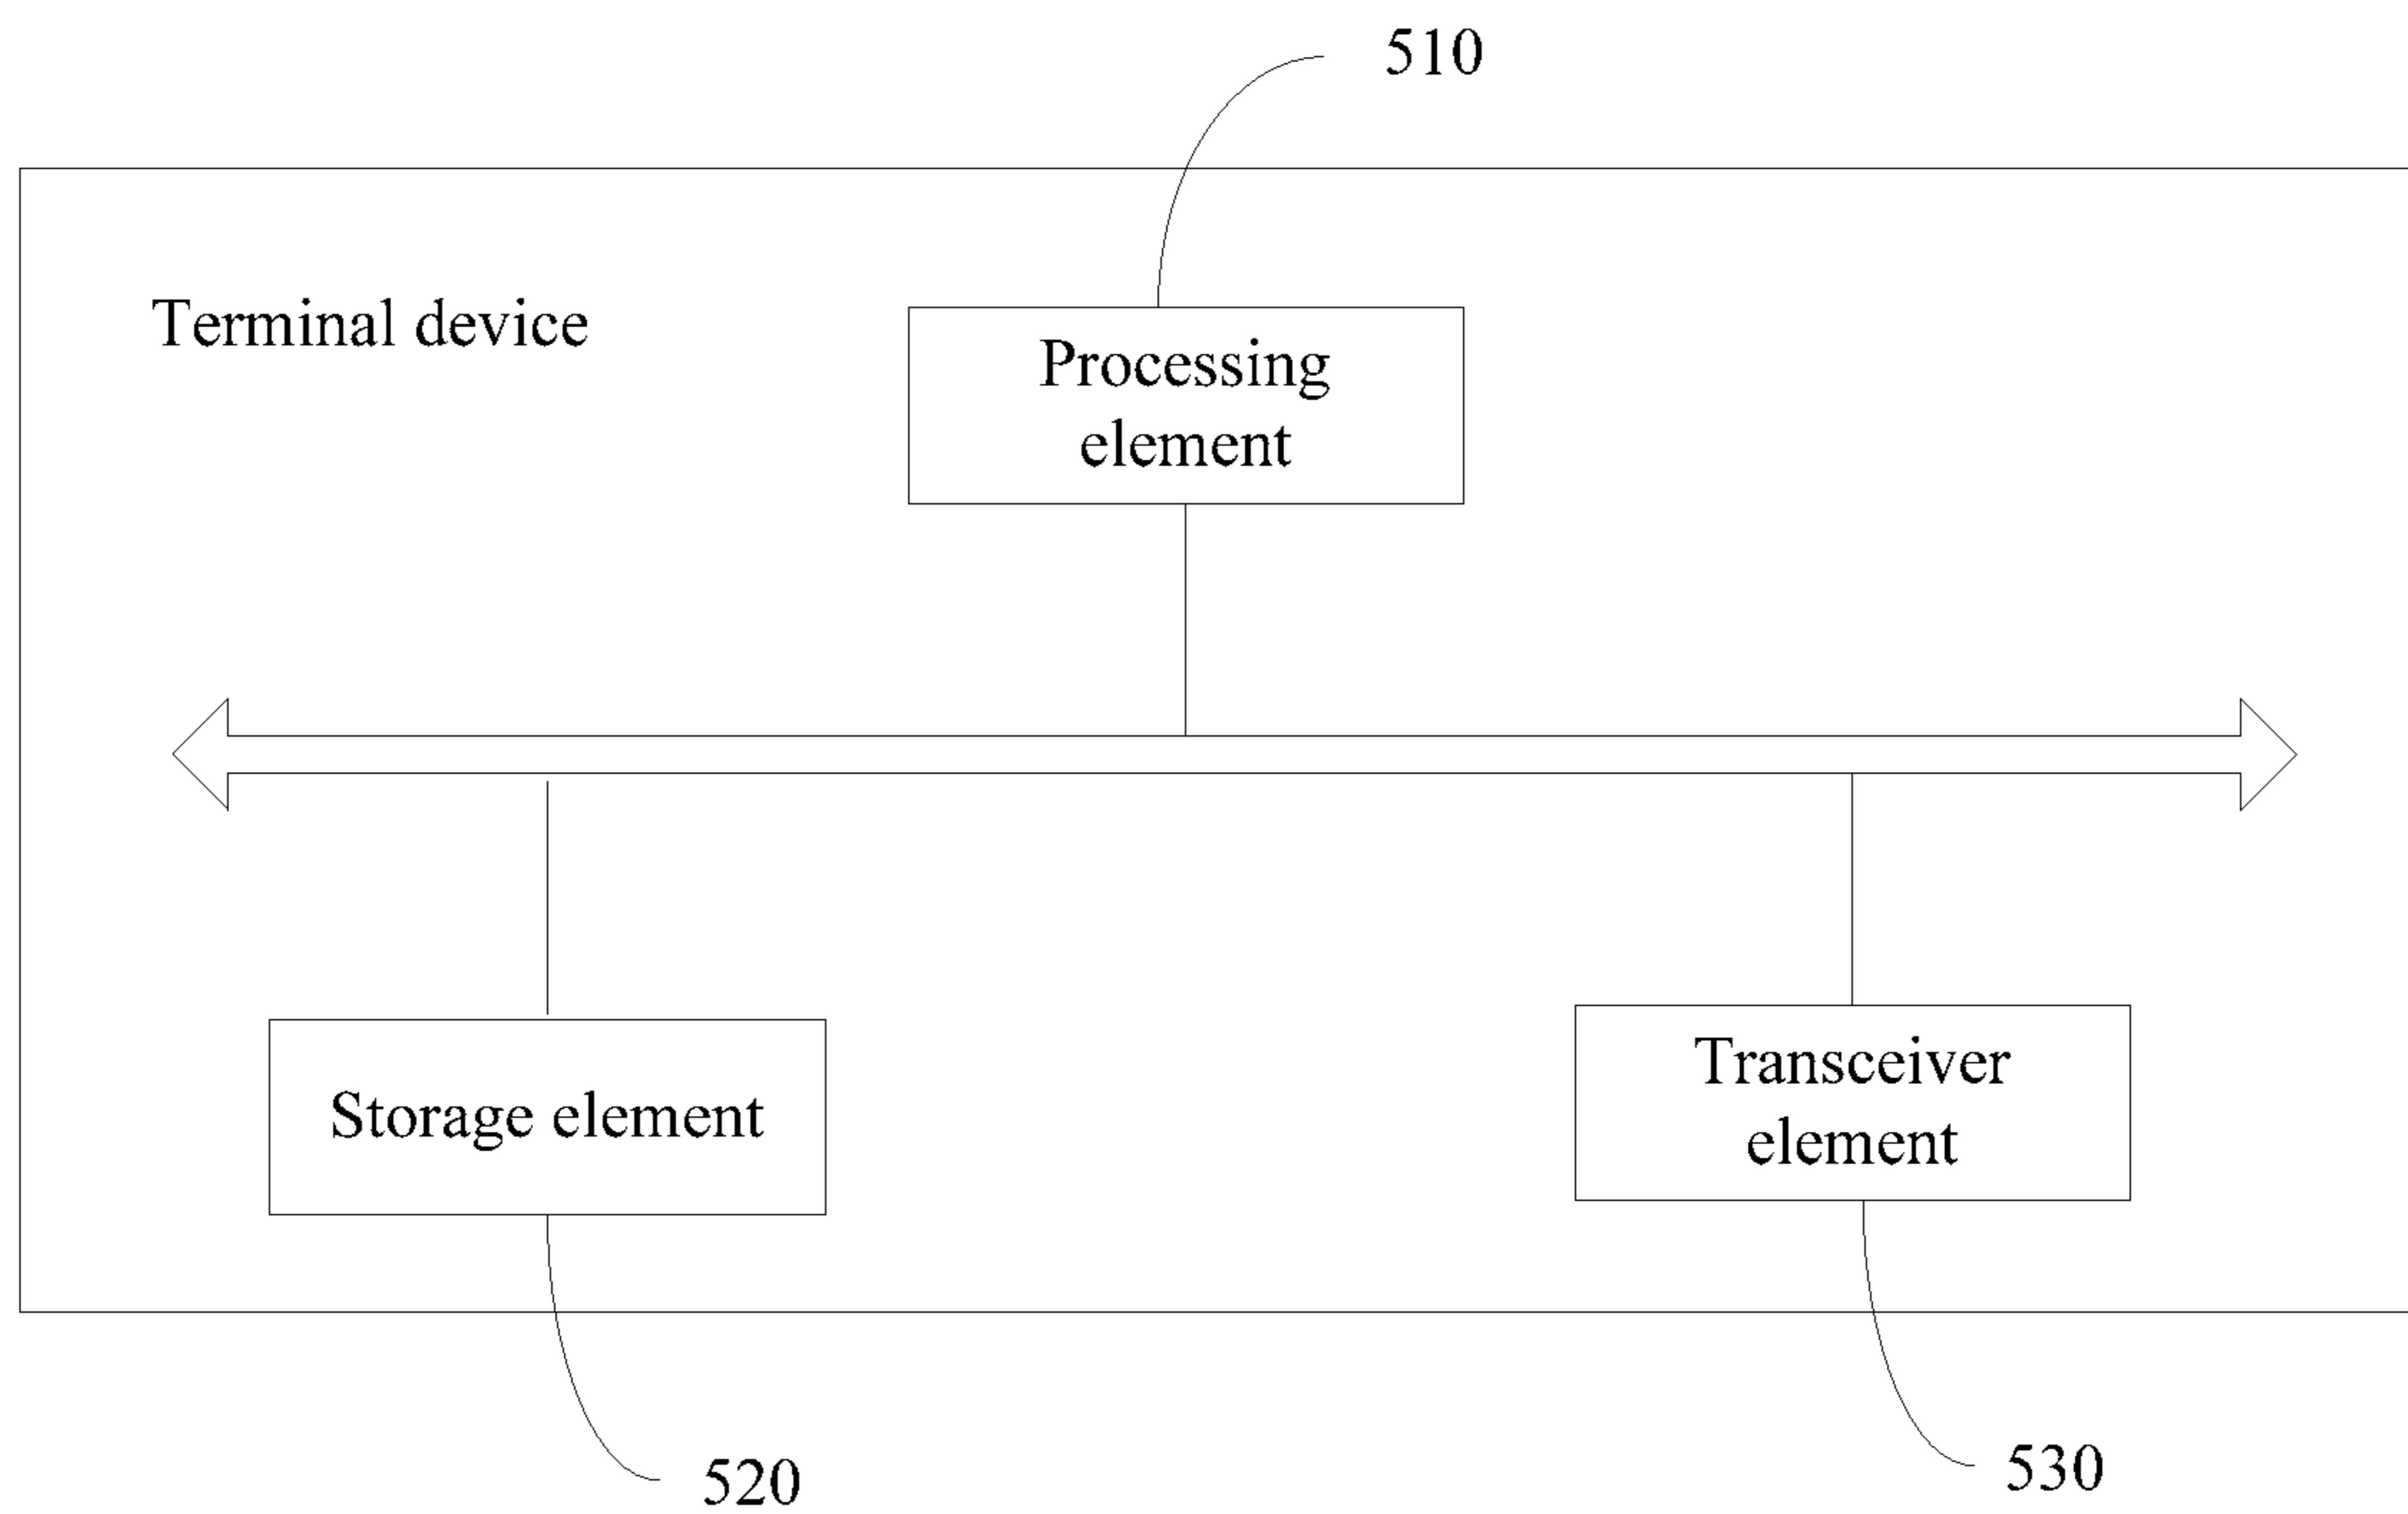 510
Terminal device
Processing
element
Storage element
Transceiver
element
520
530